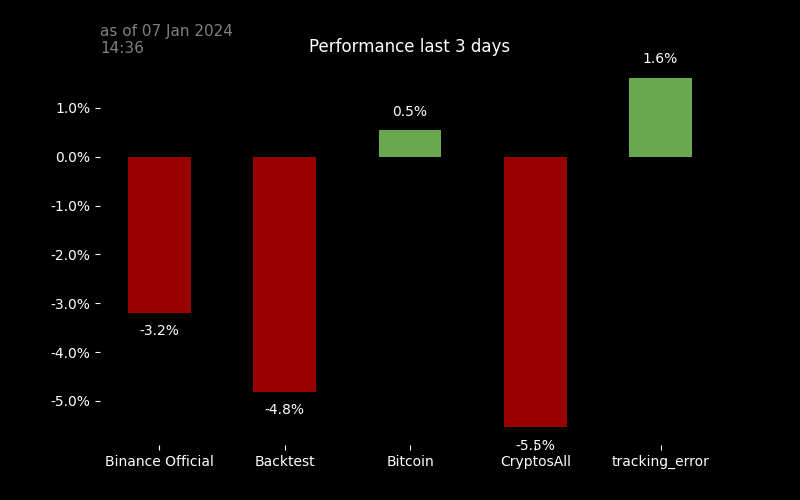 as of 07 Jan 2024
14:36
Performance last 3 days
1.6%
1.0%
0.5%
0.0%
-1.0%
-2.0%
-3.0%
-3.2%
-4.0%
-4.8%
-5.0%
-5.5%
Binance Official
Backtest
Bitcoin
CryptosAll
tracking_error